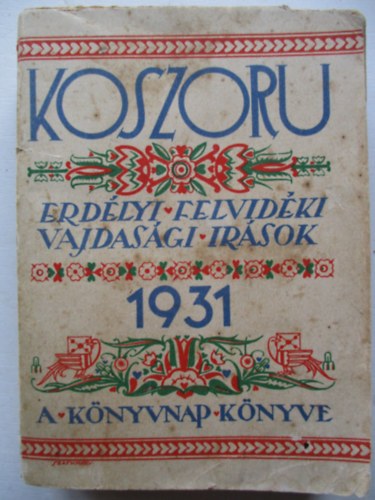 KOSZORU
ERDÉLYI FELVIDÉKI
VAJDASÁGI IRÁSOK
1931
A KÖNYVNAP KÖNYVE